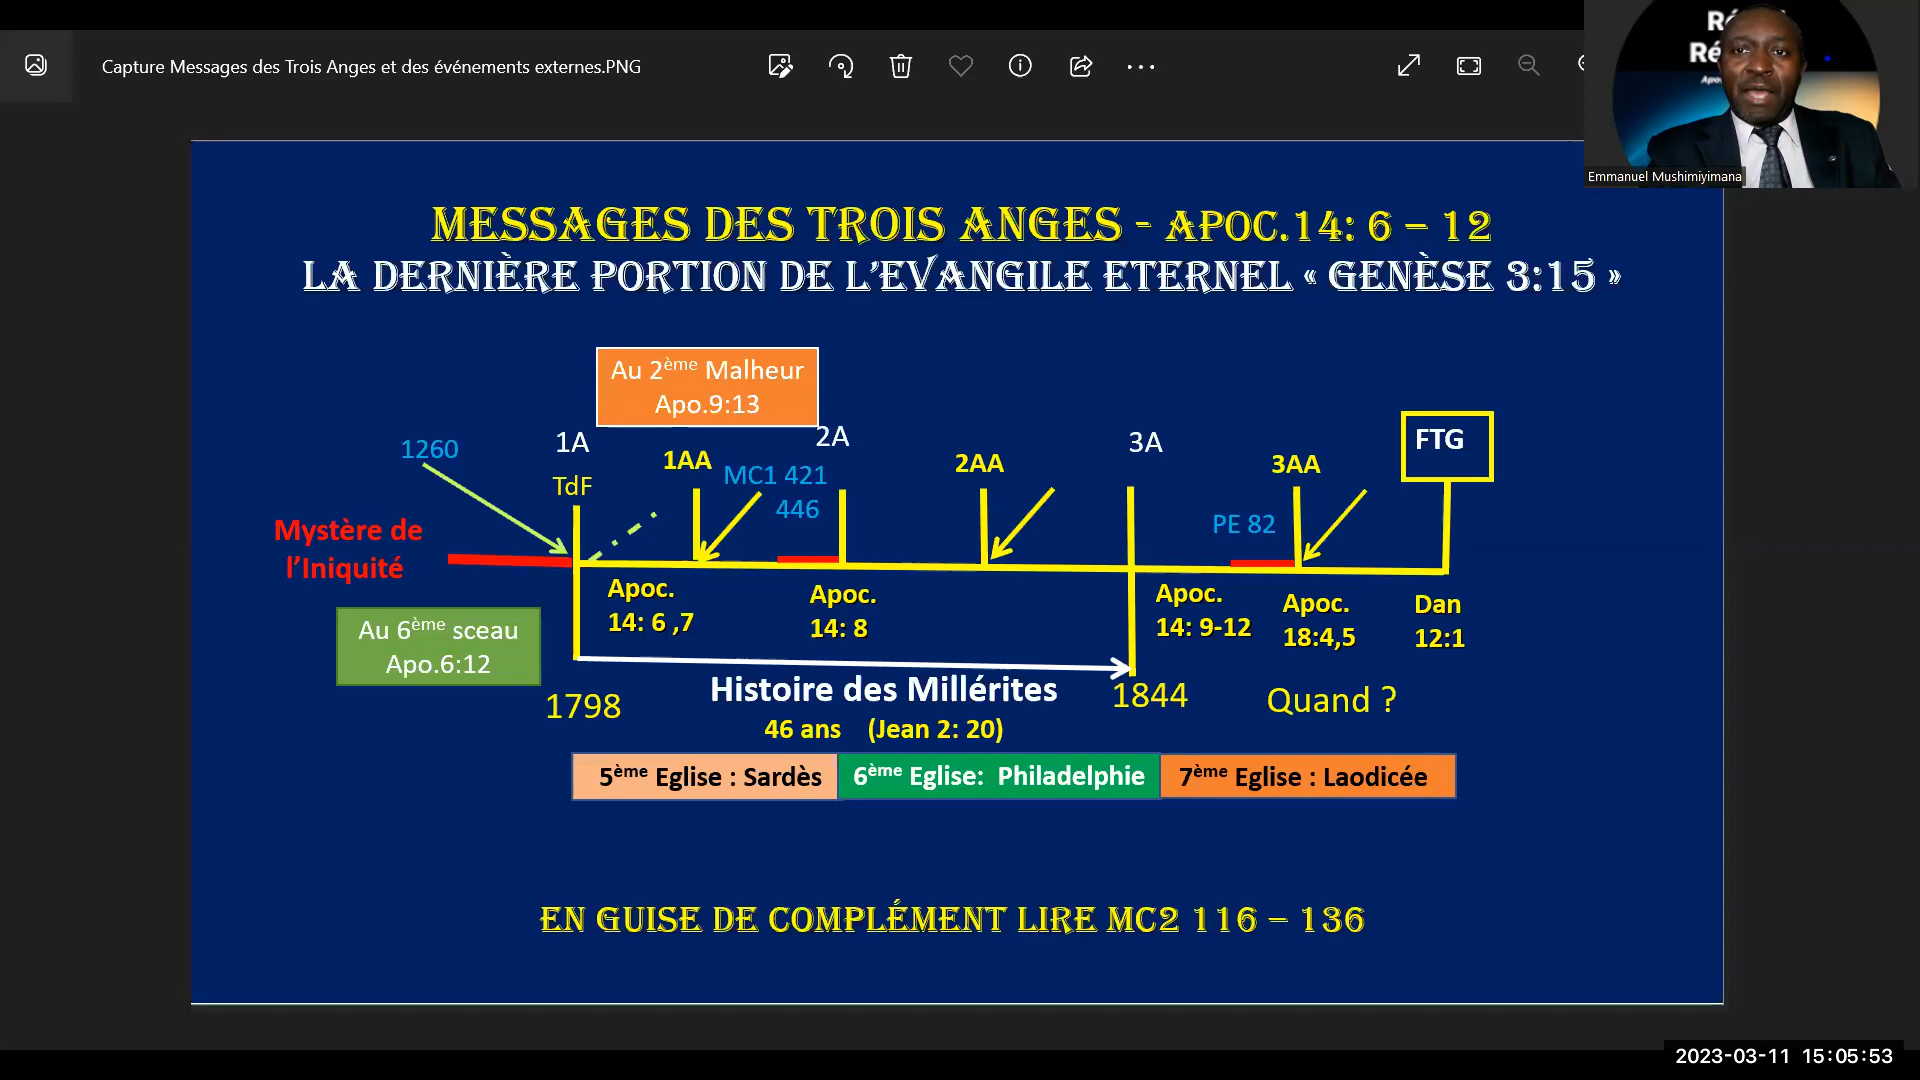 Capture Messages des Trois Anges et des événements externes.PNG
Emmanuel Mushimiyimana
MESSAGES DES TROIS ANGES - APOC.14: 6 – 12
LA DERNIÈRE PORTION DE L’EVANGILE ETERNEL « GENÈSE 3:15 »
Au 2ème Malheur
Apo.9:13
1260
1A
TdF
1AA
MC1 421
446
2A
2AA
3A
PE 82
3AA
FTG
Mystère de
l’Iniquité
Apoc.
14: 6 ,7
Apoc.
14: 8
Apoc.
14: 9-12
Apoc.
18:4,5
Dan
12:1
Au 6ème sceau
Apo.6:12
1798
Histoire des Millérites
1844
Quand ?
46 ans (Jean 2: 20)
5ème Eglise : Sardès
6ème Eglise: Philadelphie
7ème Eglise : Laodicée
EN GUISE DE COMPLÉMENT LIRE MC2 116 – 136
2023-03-11 15:05:53